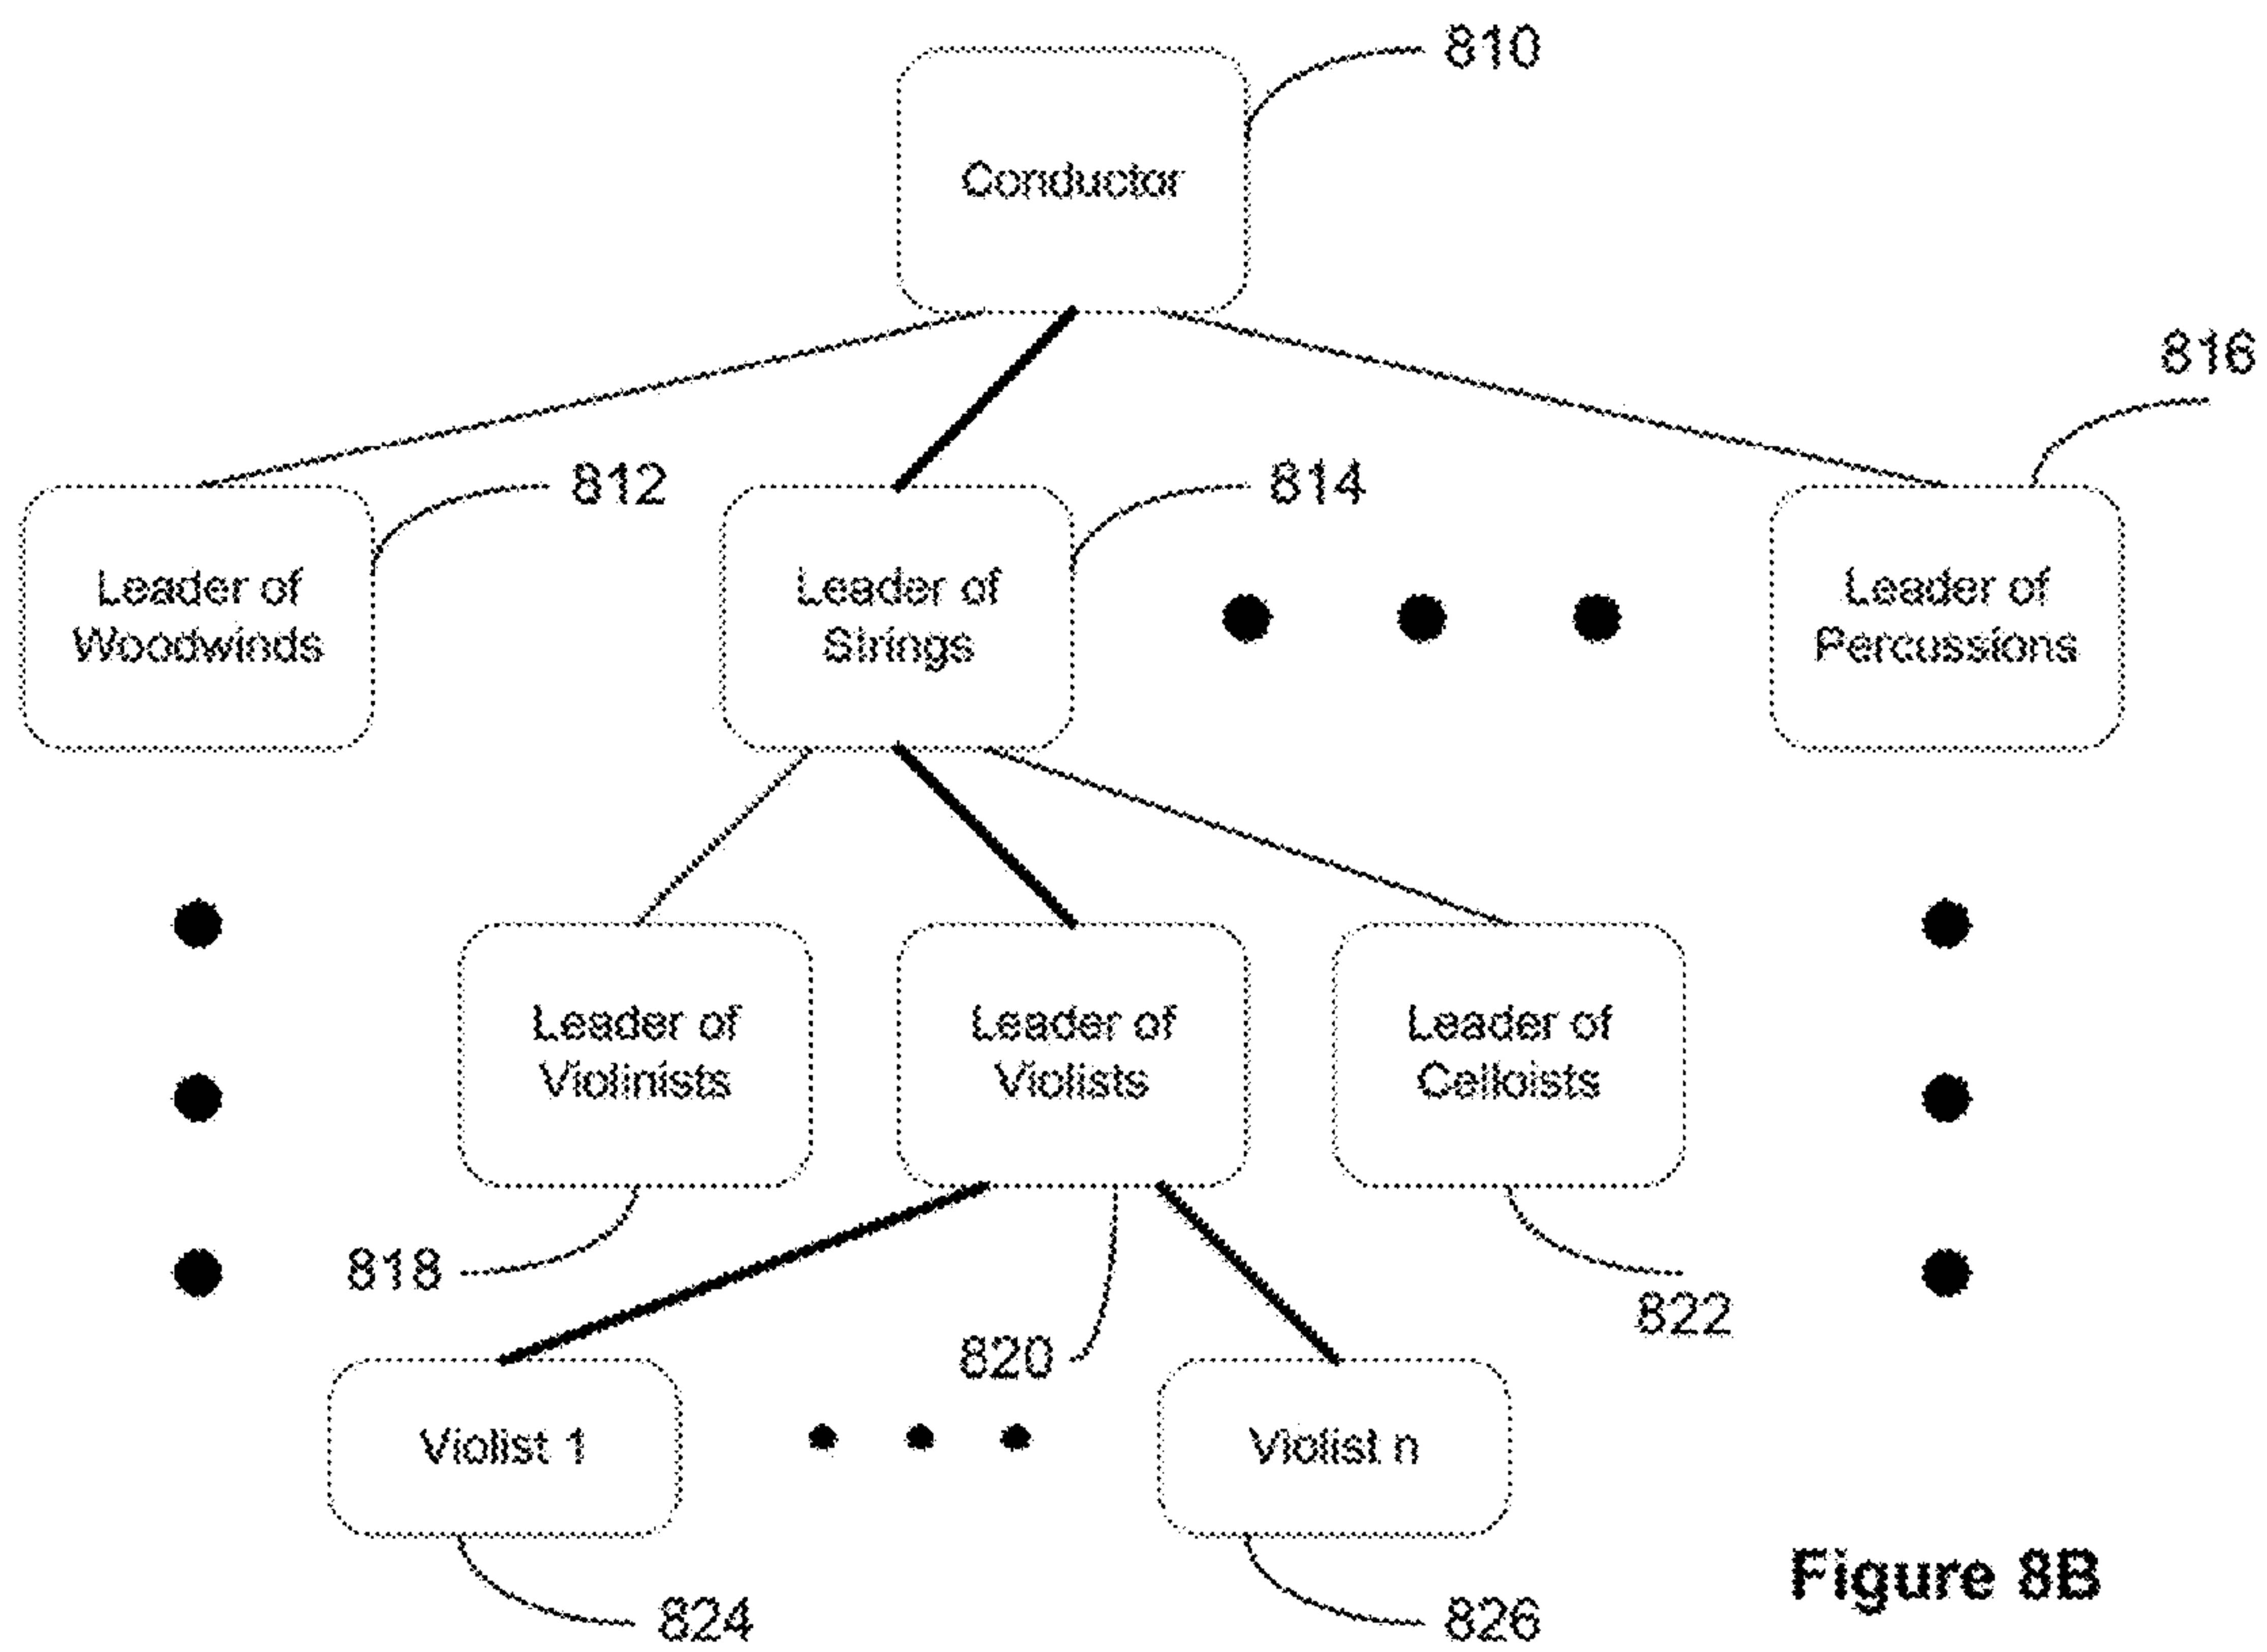 810
Conductor
816
812
814
Leader of
Woodwinds
Leader of
Strings
Leader of
Percussions
Leader of
Violinists
Leader of
Violists
Leader of
Celloists
818
820
822
Violist 1
Violist n
824
826
Figure 8B